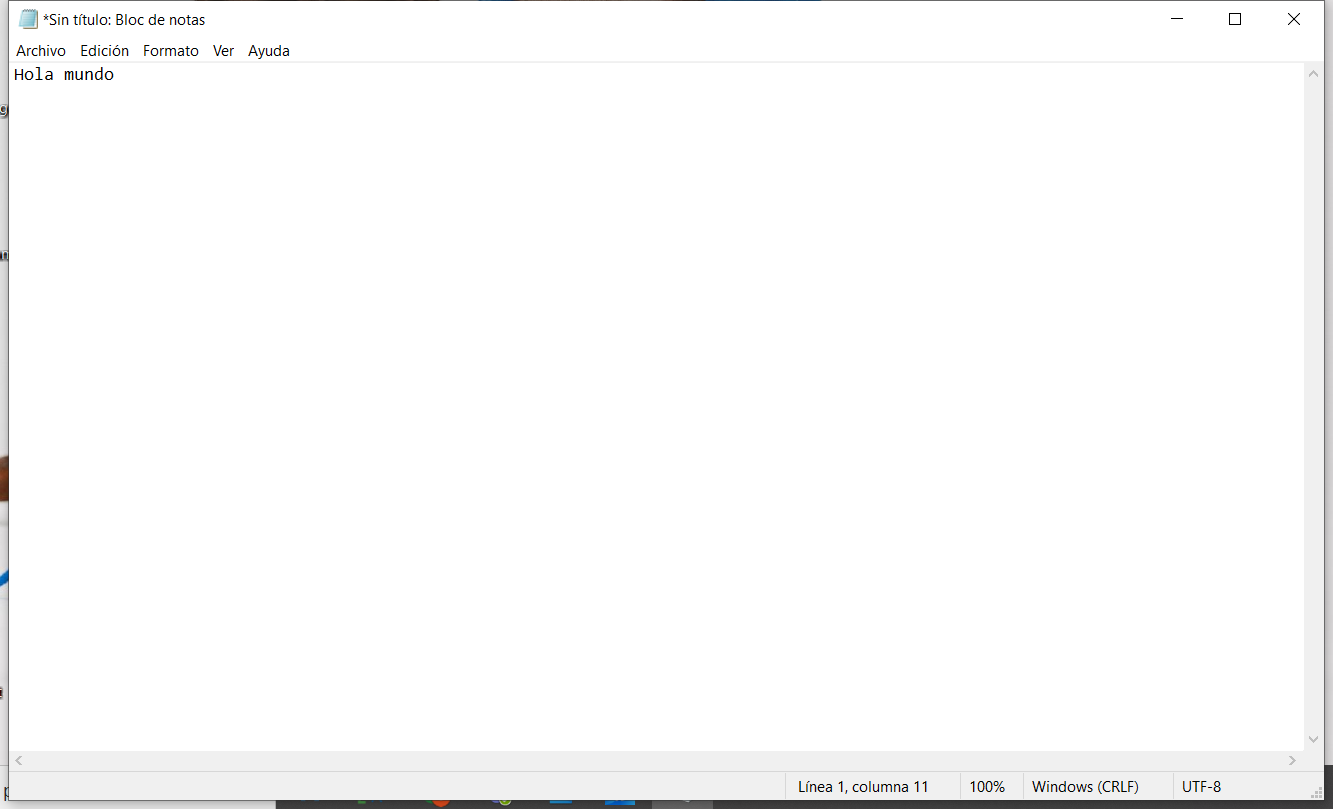 *Sin título: Bloc de notas
Archivo Edición Formato Ver Ayuda
Hola mundo
Línea 1, columna 11 100% Windows (CRLF) UTF-8